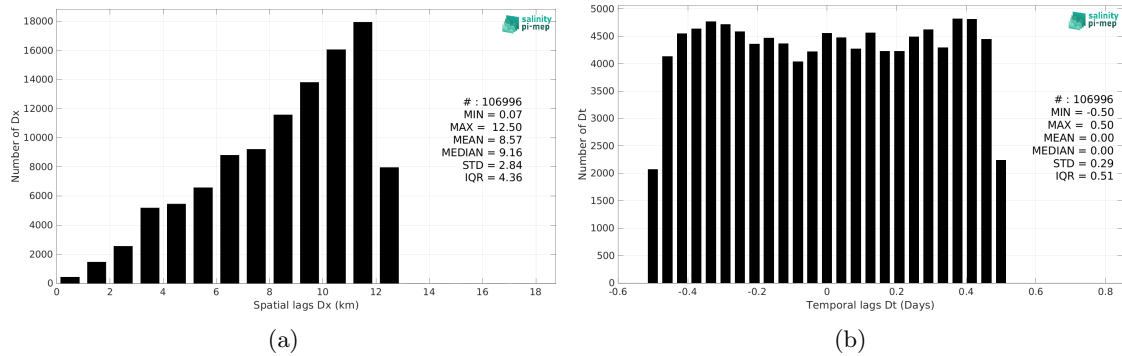 18000
16000
14000
12000
10000
8000
6000
4000
2000
0
Number of Dx
0 2 4 6 8 10 12 14 16 18
Spatial lags Dx (km)
salinity
pi-mep
# : 106996
MIN = 0.07
MAX = 12.50
MEAN = 8.57
MEDIAN = 9.16
STD = 2.84
IQR = 4.36
(a)
5000
4500
4000
3500
3000
2500
2000
1500
1000
500
0
Number of Dt
-0.6 -0.4 -0.2 0 0.2 0.4 0.6 0.8
Temporal lags Dt (Days)
salinity
pi-mep
# : 106996
MIN = -0.50
MAX = 0.50
MEAN = 0.00
MEDIAN = 0.00
STD = 0.29
IQR = 0.51
(b)